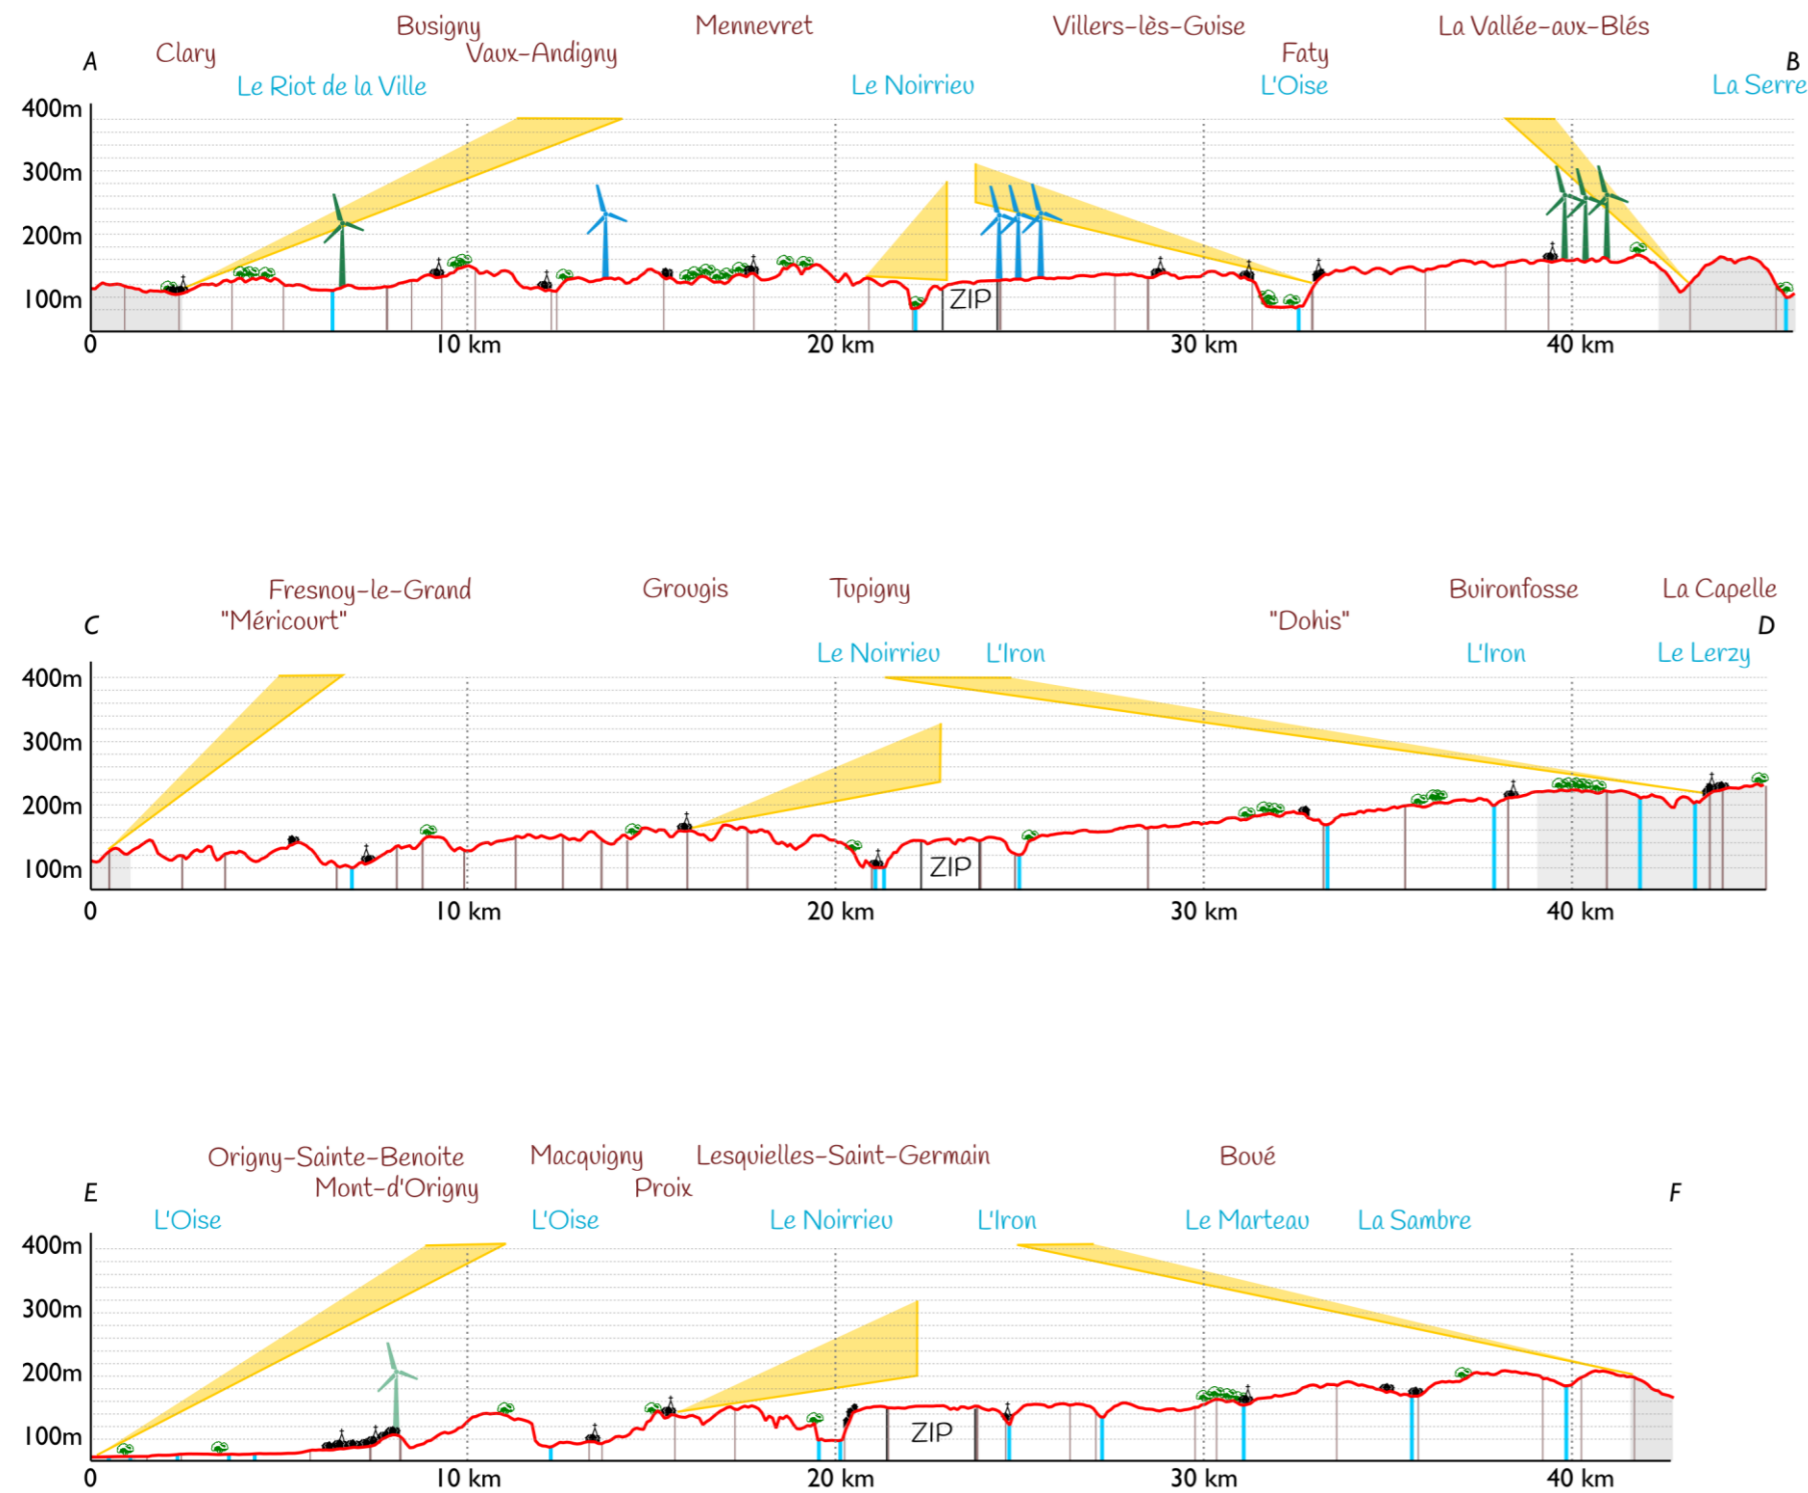 Busigny Mennevret Villers-lès-Guise La Vallée-aux-Blés
A Clary Vaux-Andigny Faty B
Le Riot de la Ville Le Noirrieu L'Oise La Serre
400m
300m
200m
100m
ZIP
0 10 km 20 km 30 km 40 km
Fresnoy-le-Grand Grougis Tupigny Buironfosse La Capelle
C "Méricourt" "Dohis" D
Le Noirrieu L'Iron L'Iron Le Lerzy
400m
300m
200m
100m
ZIP
0 10 km 20 km 30 km 40 km
Origny-Sainte-Benoite Macquigny Lesquielles-Saint-Germain Boué
E Mont-d'Origny Proix F
L'Oise L'Oise Le Noirrieu L'Iron Le Marteau La Sambre
400m
300m
200m
100m
ZIP
0 10 km 20 km 30 km 40 km